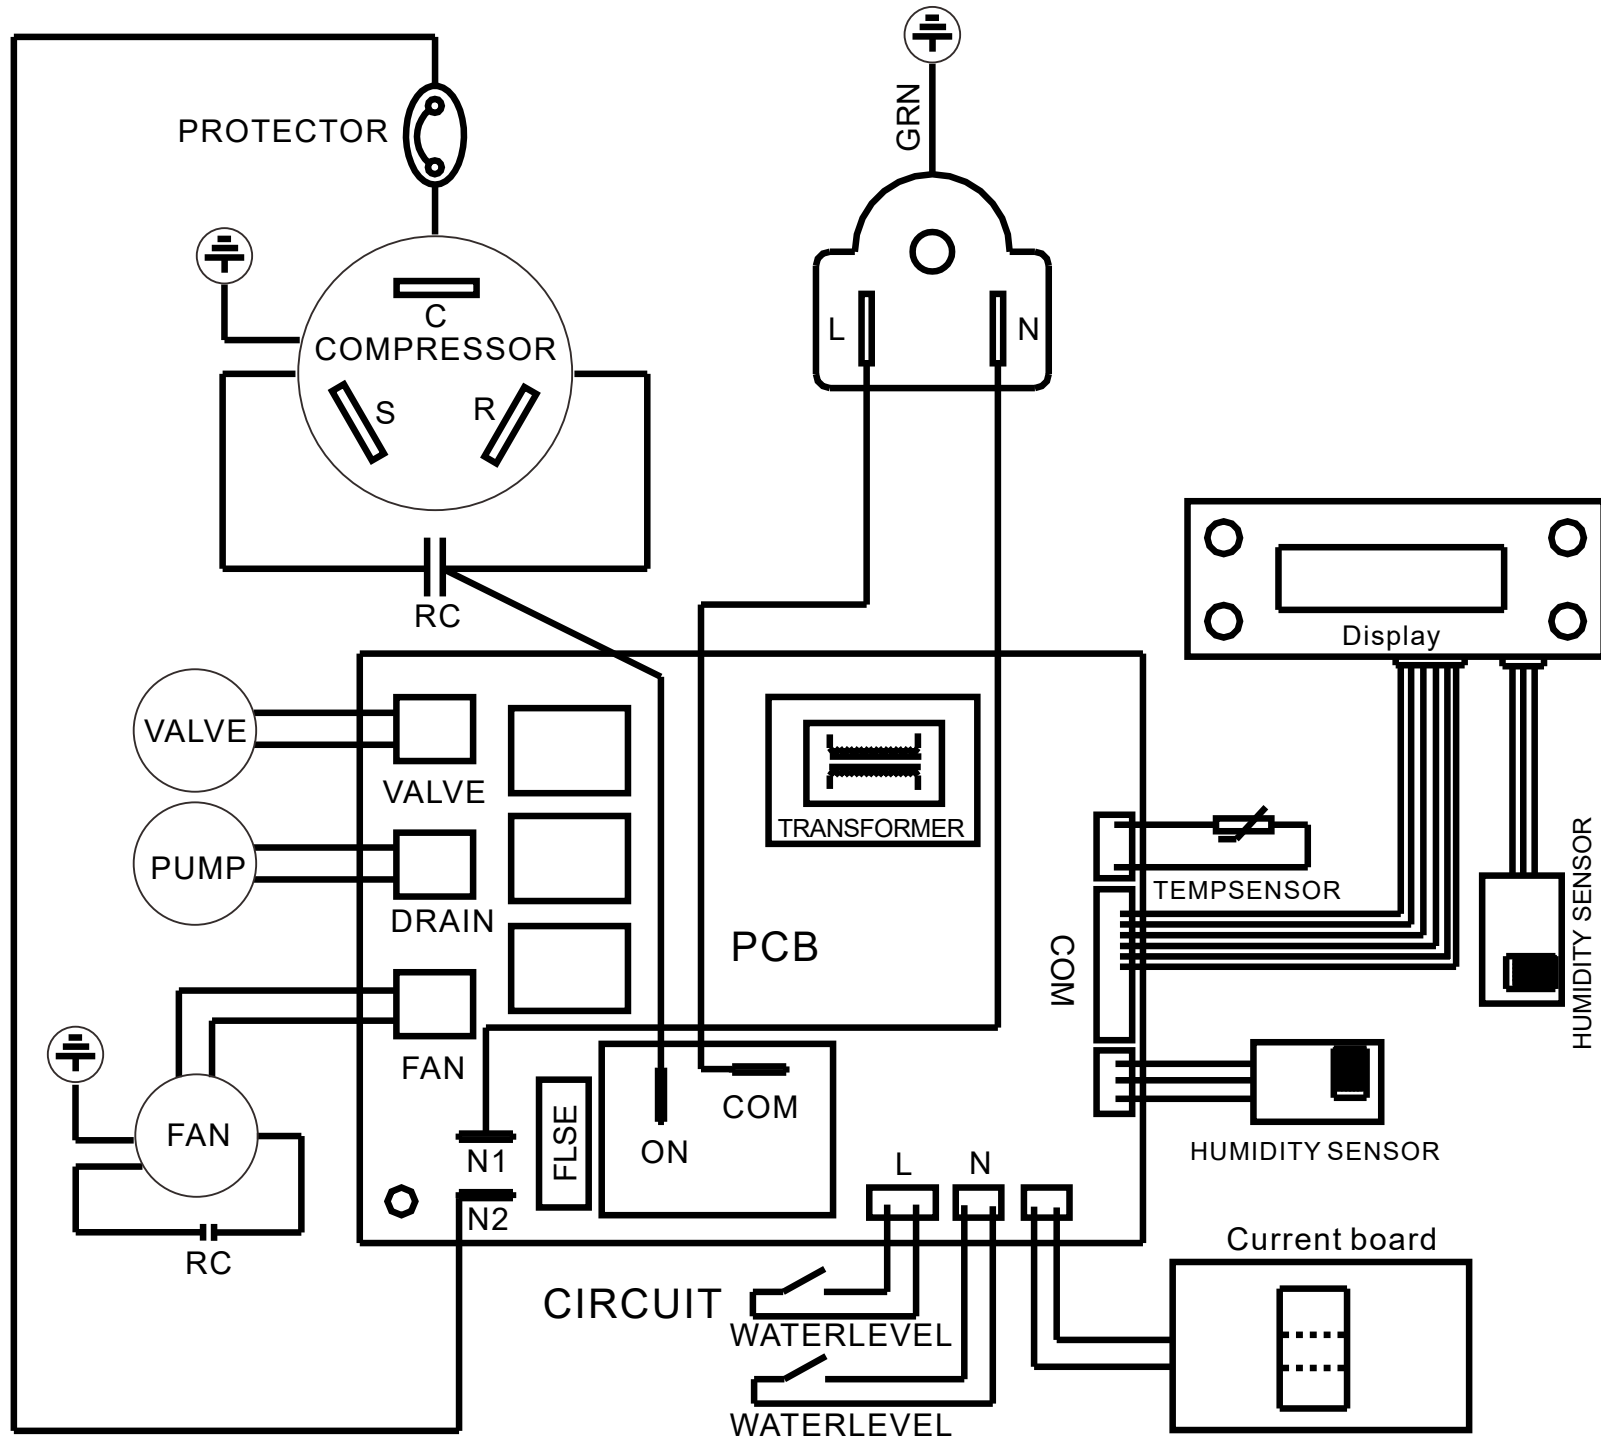 GRN
PROTECTOR
C
COMPRESSOR
S
R
L
N
RC
Display
VALVE
VALVE
TRANSFORMER
PUMP
DRAIN
TEMPSENSOR
HUMIDITY SENSOR
PCB
COM
FAN
FAN
COM
FLSE
ON
N1
N2
L
N
HUMIDITY SENSOR
RC
Current board
CIRCUIT
WATERLEVEL
WATERLEVEL